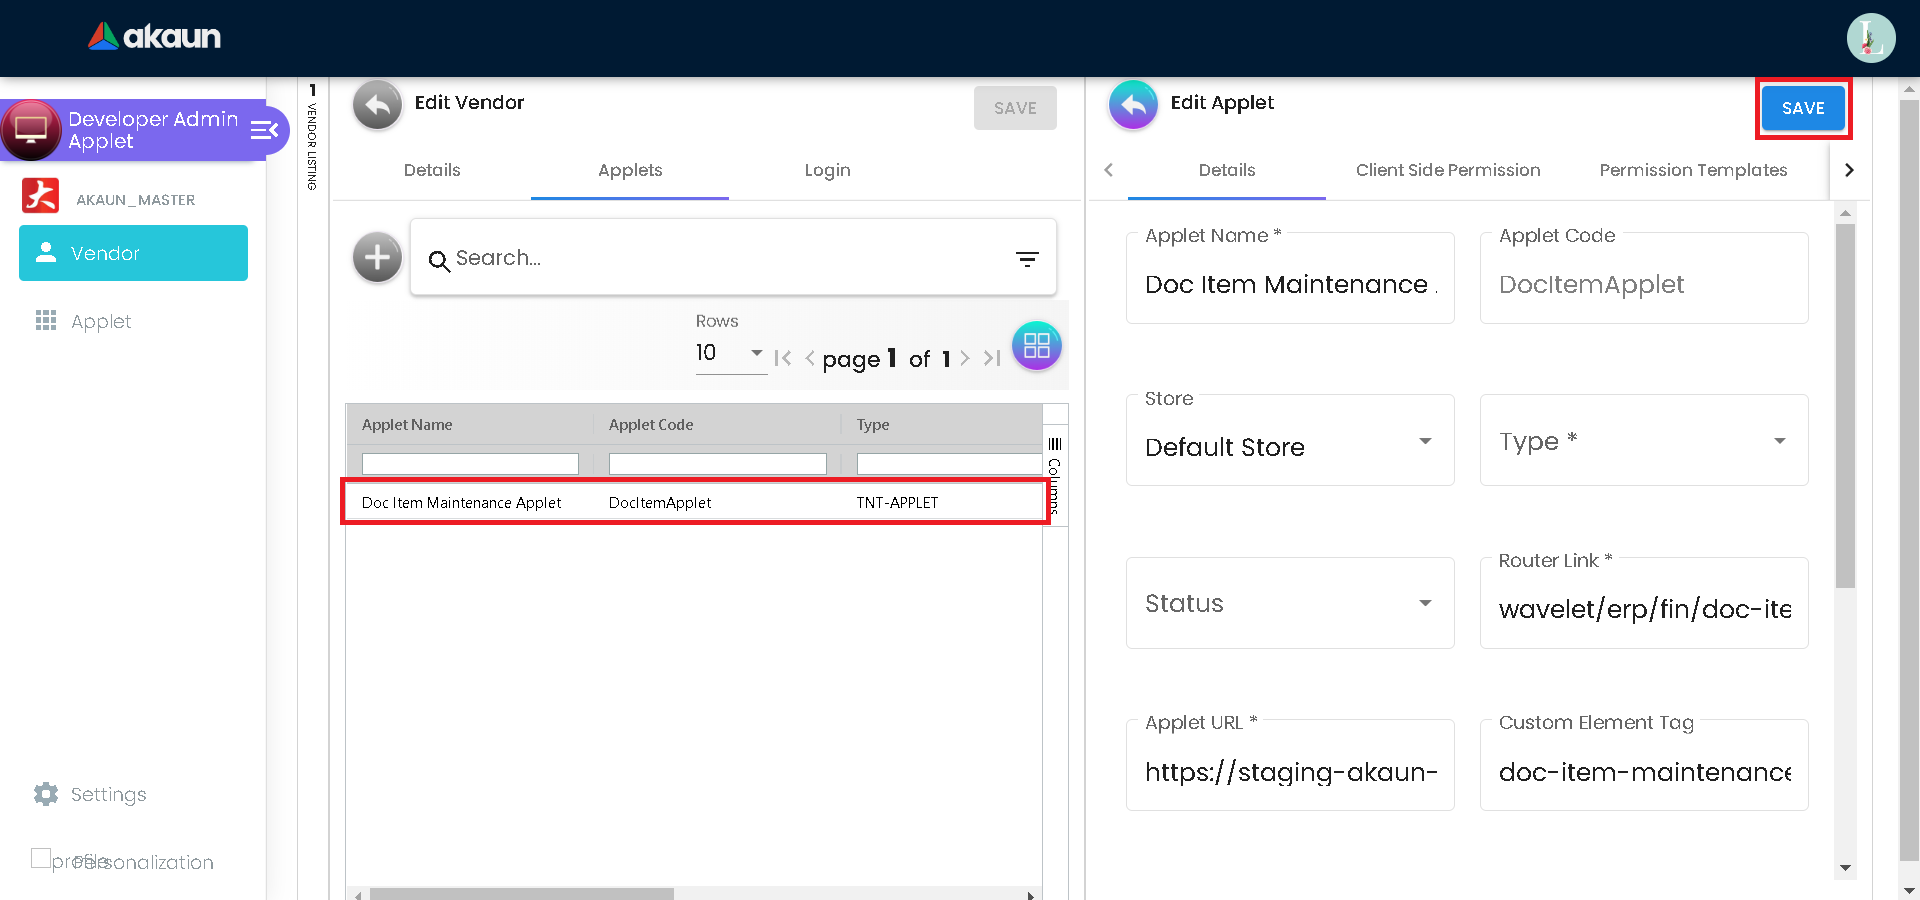 akaun
L
Developer Admin
Applet
AKAUN_MASTER
Vendor
Applet
Settings
profile
Personalization
1 VENDOR LISTING
Edit Vendor
SAVE
Details
Applets
Login
Search...
Rows
10
page 1 of 1
Applet Name
Applet Code
Type
Doc Item Maintenance Applet
DocItemApplet
TNT-APPLET
Columns
Edit Applet
SAVE
Details
Client Side Permission
Permission Templates
Applet Name *
Doc Item Maintenance .
Applet Code
DocItemApplet
Store
Default Store
Type *
Status
Router Link *
wavelet/erp/fin/doc-ite
Applet URL *
https://staging-akaun-
Custom Element Tag
doc-item-maintenance